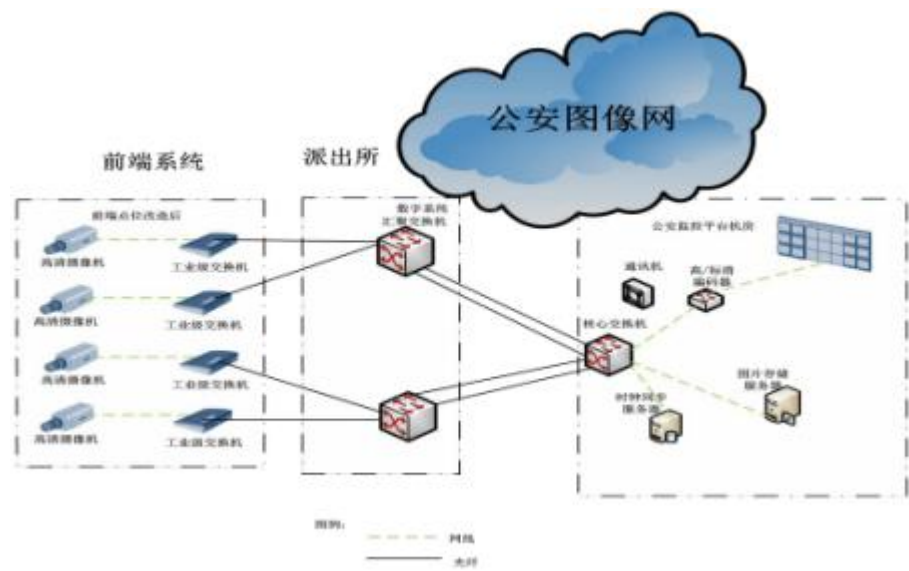 公安图像网
前端系统
派出所
前端点位改造后
高清摄像机
工业级交换机
高清摄像机
工业级交换机
高清摄像机
工业级交换机
高清摄像机
工业级交换机
数字系统
汇聚交换机
公安监控平台机房
通讯机
高/标清
编码器
核心交换机
时钟同步
服务器
图片存储
服务器
图例:
网线
光纤